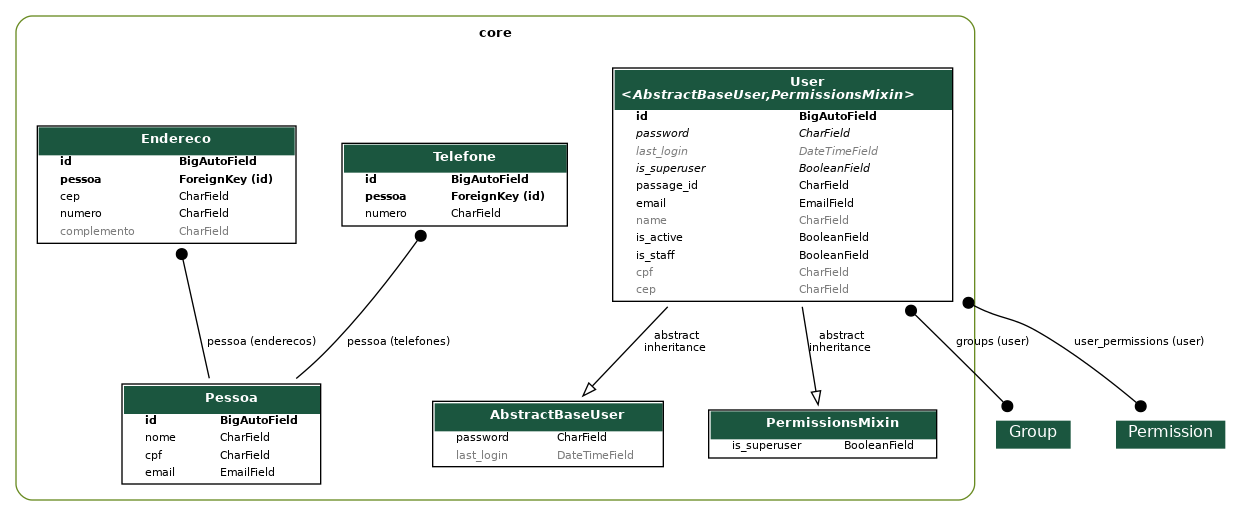 core
Endereco
id BigAutoField
pessoa ForeignKey (id)
cep CharField
numero CharField
complemento CharField
Telefone
id BigAutoField
pessoa ForeignKey (id)
numero CharField
User
<AbstractBaseUser,PermissionsMixin>
id BigAutoField
password CharField
last_login DateTimeField
is_superuser BooleanField
passage_id CharField
email EmailField
name CharField
is_active BooleanField
is_staff BooleanField
cpf CharField
cep CharField
pessoa (enderecos)
pessoa (telefones)
abstract
inheritance
abstract
inheritance
groups (user)
user_permissions (user)
Pessoa
id BigAutoField
nome CharField
cpf CharField
email EmailField
AbstractBaseUser
password CharField
last_login DateTimeField
PermissionsMixin
is_superuser BooleanField
Group
Permission